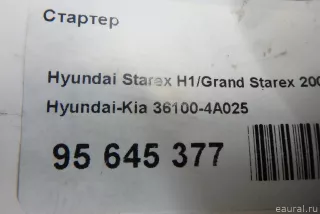 Стартер
Hyundai Starex H1/Grand Starex 200
Hyundai-Kia 36100-4A025
95 645 377
eaural.ru